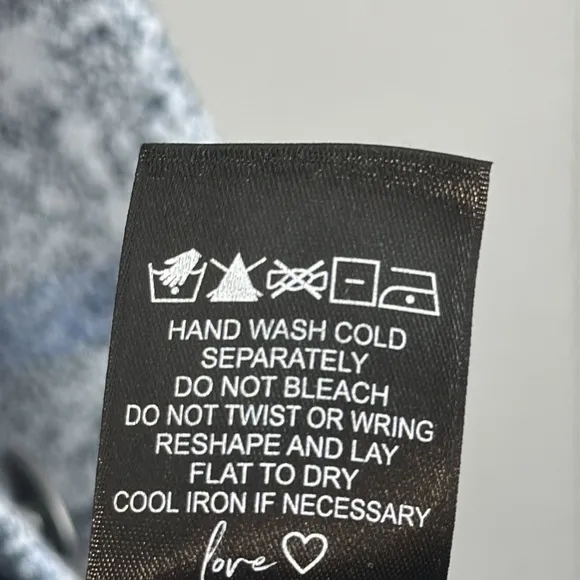 HAND WASH COLD
SEPARATELY
DO NOT BLEACH
DO NOT TWIST OR WRING
RESHAPE AND LAY
FLAT TO DRY
COOL IRON IF NECESSARY
love